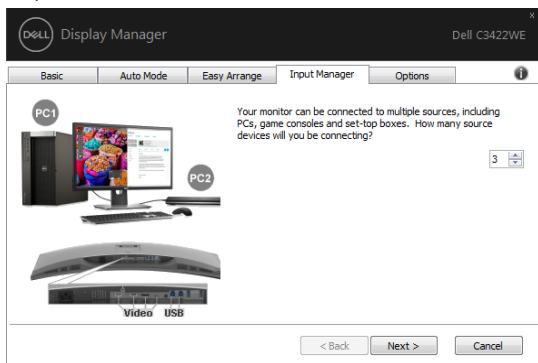 DELL Display Manager
x
Dell C3422WE
Basic Auto Mode Easy Arrange Input Manager Options
PC1
PC2
Your monitor can be connected to multiple sources, including
PCs, game consoles and set-top boxes. How many source
devices will you be connecting?
3
Video USB
< Back Next > Cancel